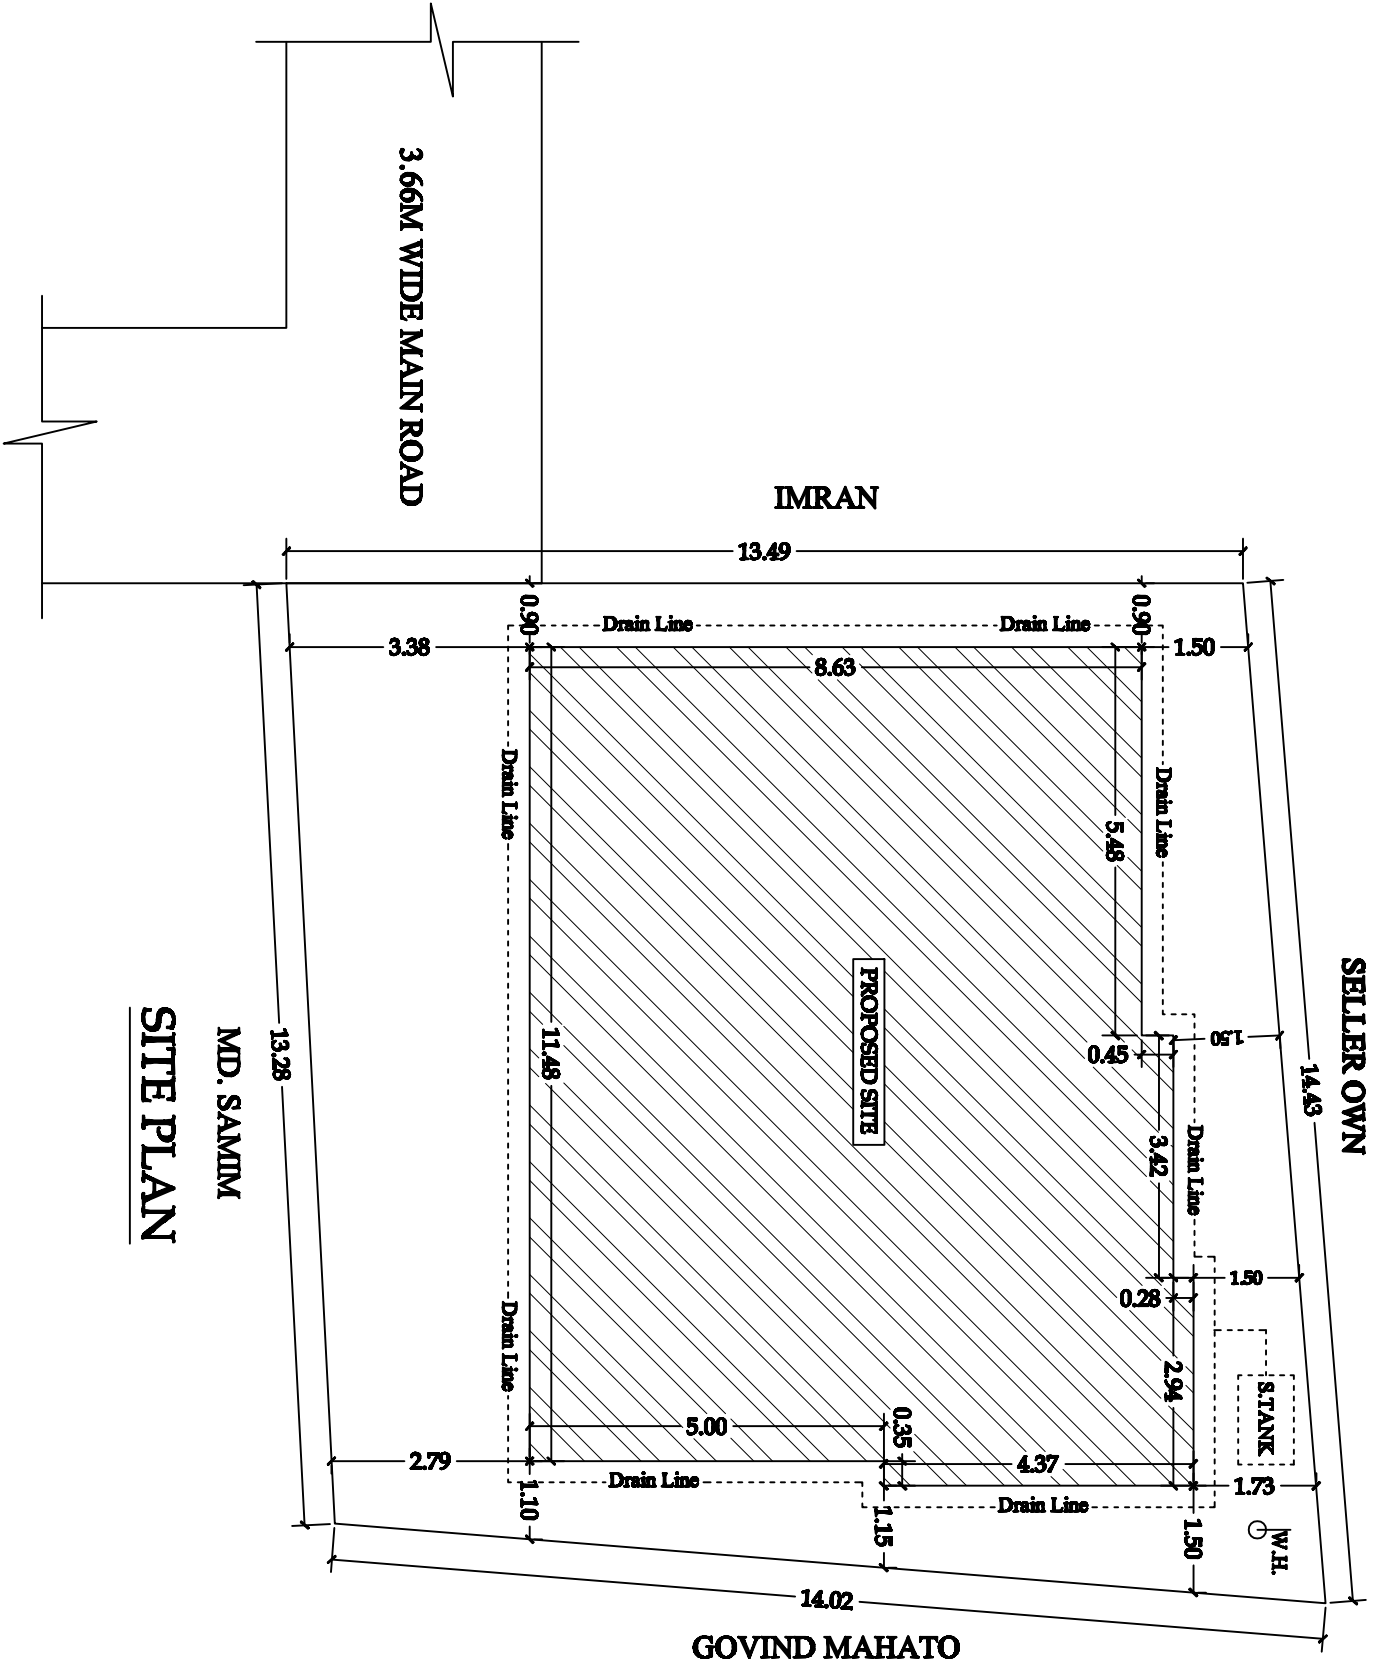 3.66M WIDE MAIN ROAD
IMRAN
13.49
0.90
Drain Line
Drain Line
0.90
3.38
1.50
8.63
Drain Line
Drain Line
5.48
PROPOSED SITE
SELLER OWN
14.43
1.50
0.45
11.48
13.28
MD. SAMIM
SITE PLAN
3.42
Drain Line
1.50
0.28
2.94
S.TANK
Drain Line
5.00
0.35
2.79
4.37
1.73
Drain Line
Drain Line
1.10
1.15
1.50
W.H.
14.02
GOVIND MAHATO